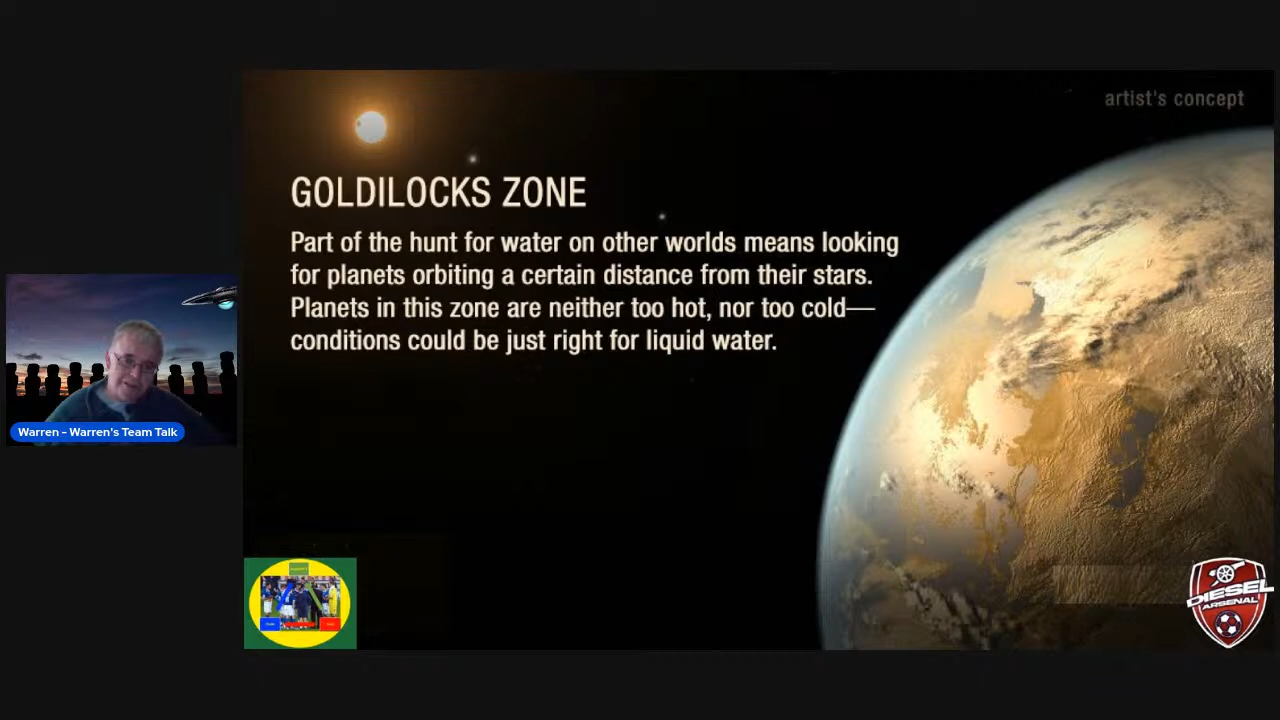 artist's concept
GOLDILOCKS ZONE
Part of the hunt for water on other worlds means looking
for planets orbiting a certain distance from their stars.
Planets in this zone are neither too hot, nor too cold—
conditions could be just right for liquid water.
Warren - Warren's Team Talk
DIESEL
ARSENAL